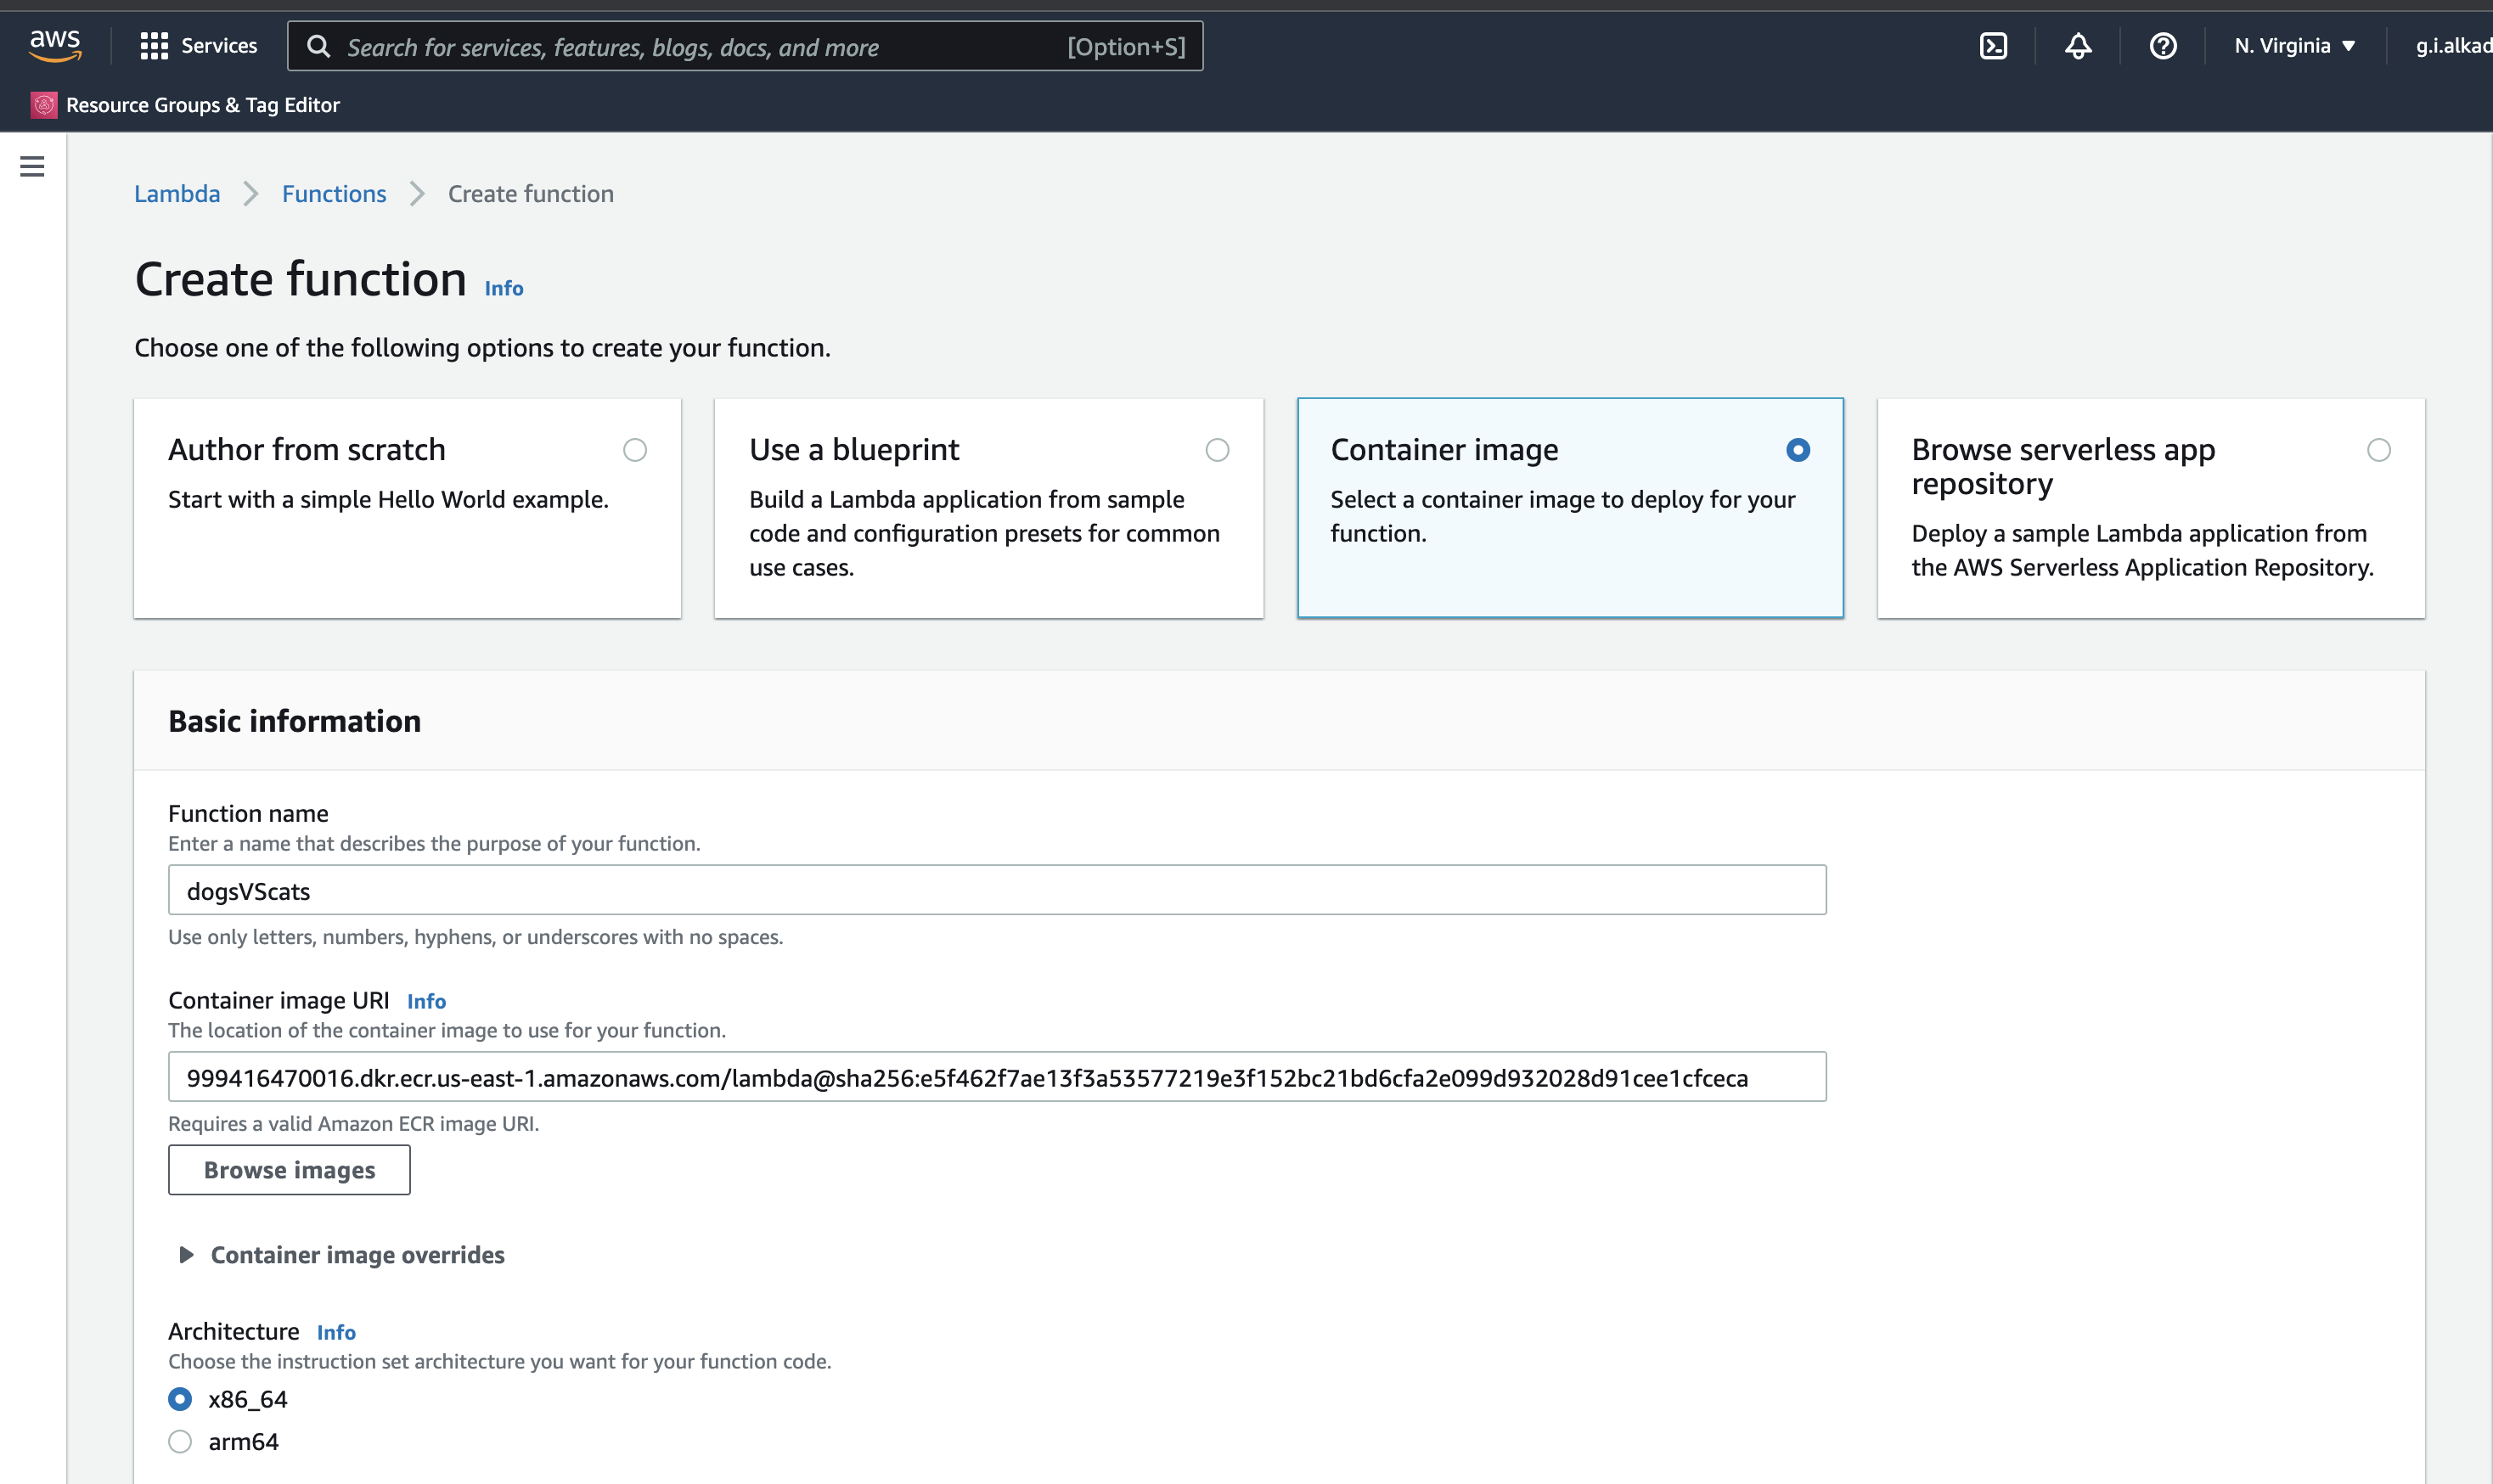 aws
Services
Search for services, features, blogs, docs, and more
[Option+S]
N. Virginia
g.i.alkad
Resource Groups & Tag Editor
Lambda
Functions
Create function
Create function Info
Choose one of the following options to create your function.
Author from scratch
Start with a simple Hello World example.
Use a blueprint
Build a Lambda application from sample
code and configuration presets for common
use cases.
Container image
Select a container image to deploy for your
function.
Browse serverless app
repository
Deploy a sample Lambda application from
the AWS Serverless Application Repository.
Basic information
Function name
Enter a name that describes the purpose of your function.
dogsVScats
Use only letters, numbers, hyphens, or underscores with no spaces.
Container image URI Info
The location of the container image to use for your function.
999416470016.dkr.ecr.us-east-1.amazonaws.com/lambda@sha256:e5f462f7ae13f3a53577219e3f152bc21bd6cfa2e099d932028d91cee1cfceca
Requires a valid Amazon ECR image URI.
Browse images
Container image overrides
Architecture Info
Choose the instruction set architecture you want for your function code.
x86_64
arm64